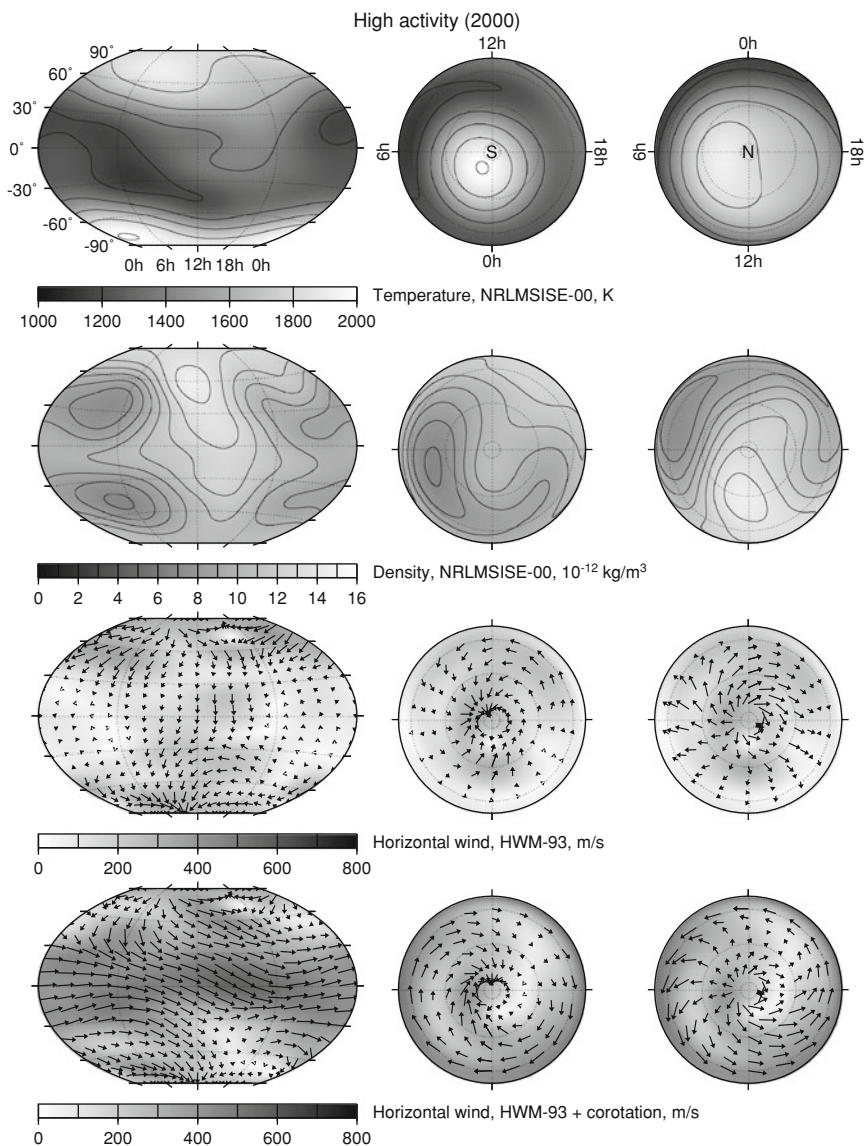 High activity (2000)
12h 0h
90˚
60˚
30˚
0˚
-30˚
-60˚
-90˚
6h S 18h
6h N 18h
0h 6h 12h 18h 0h
0h 12h
Temperature, NRLMSISE-00, K
1000 1200 1400 1600 1800 2000
Density, NRLMSISE-00, 10⁻¹² kg/m³
0 2 4 6 8 10 12 14 16
Horizontal wind, HWM-93, m/s
0 200 400 600 800
Horizontal wind, HWM-93 + corotation, m/s
0 200 400 600 800